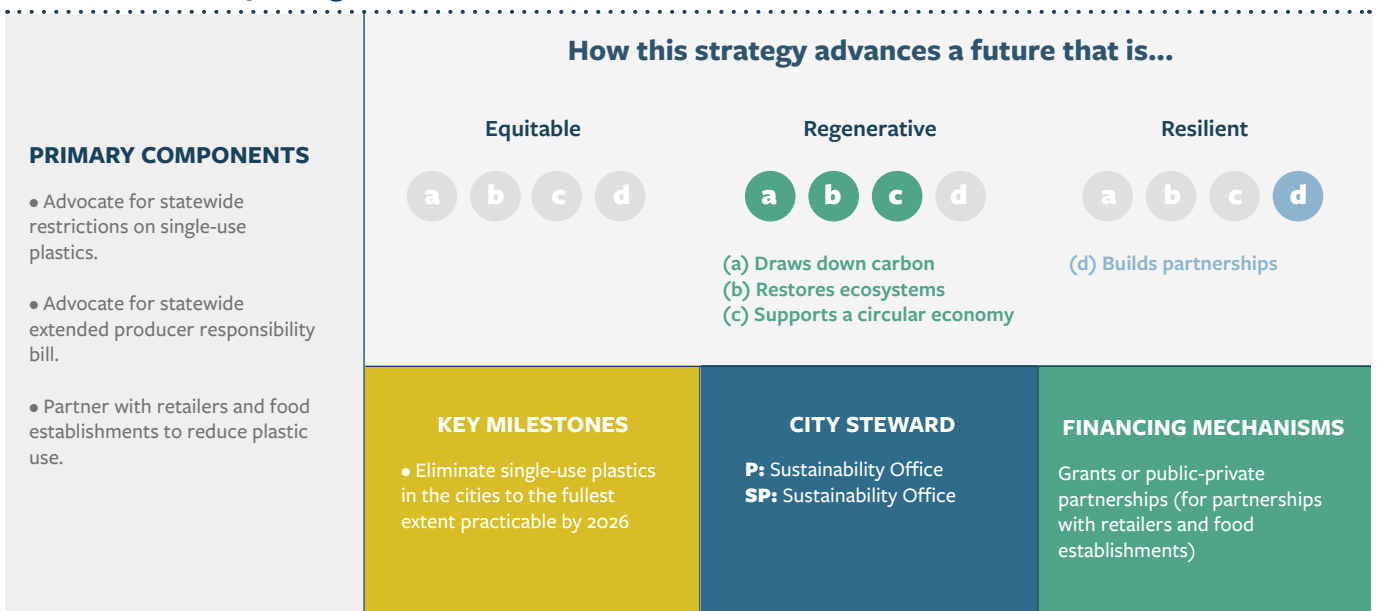 How this strategy advances a future that is...
PRIMARY COMPONENTS
• Advocate for statewide
restrictions on single-use
plastics.
• Advocate for statewide
extended producer responsibility
bill.
• Partner with retailers and food
establishments to reduce plastic
use.
Equitable
a b c d
Regenerative
a b c d
(a) Draws down carbon
(b) Restores ecosystems
(c) Supports a circular economy
Resilient
a b c d
(d) Builds partnerships
KEY MILESTONES
• Eliminate single-use plastics
in the cities to the fullest
extent practicable by 2026
CITY STEWARD
P: Sustainability Office
SP: Sustainability Office
FINANCING MECHANISMS
Grants or public-private
partnerships (for partnerships
with retailers and food
establishments)